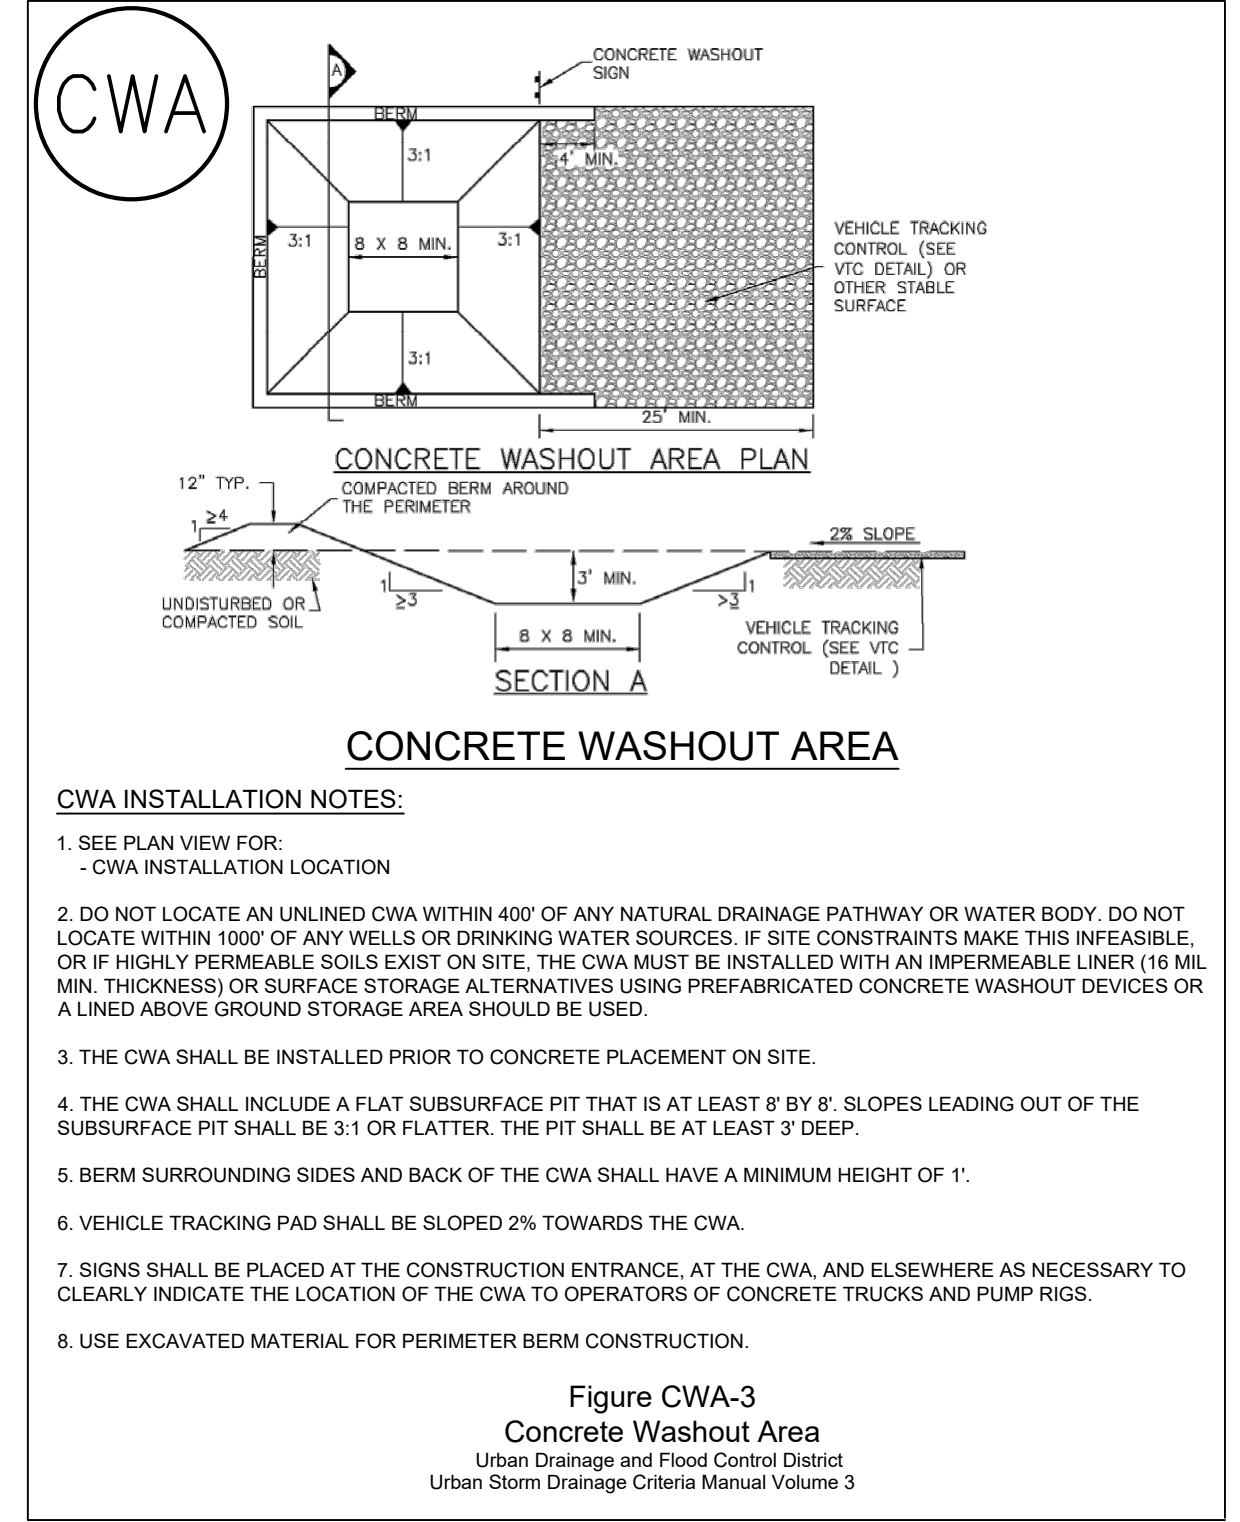 CWA
A
CONCRETE WASHOUT
SIGN
BERM
3:1
4' MIN.
BERM
3:1
8 X 8 MIN.
3:1
VEHICLE TRACKING
CONTROL (SEE
VTC DETAIL) OR
OTHER STABLE
SURFACE
3:1
BERM
25' MIN.
CONCRETE WASHOUT AREA PLAN
12" TYP.
COMPACTED BERM AROUND
THE PERIMETER
1 ≥4
2% SLOPE
3' MIN.
1
≥3
1
>3
UNDISTURBED OR
COMPACTED SOIL
8 X 8 MIN.
VEHICLE TRACKING
CONTROL (SEE VTC
DETAIL )
SECTION A
CONCRETE WASHOUT AREA
CWA INSTALLATION NOTES:
1. SEE PLAN VIEW FOR:
- CWA INSTALLATION LOCATION
2. DO NOT LOCATE AN UNLINED CWA WITHIN 400' OF ANY NATURAL DRAINAGE PATHWAY OR WATER BODY. DO NOT
LOCATE WITHIN 1000' OF ANY WELLS OR DRINKING WATER SOURCES. IF SITE CONSTRAINTS MAKE THIS INFEASIBLE,
OR IF HIGHLY PERMEABLE SOILS EXIST ON SITE, THE CWA MUST BE INSTALLED WITH AN IMPERMEABLE LINER (16 MIL
MIN. THICKNESS) OR SURFACE STORAGE ALTERNATIVES USING PREFABRICATED CONCRETE WASHOUT DEVICES OR
A LINED ABOVE GROUND STORAGE AREA SHOULD BE USED.
3. THE CWA SHALL BE INSTALLED PRIOR TO CONCRETE PLACEMENT ON SITE.
4. THE CWA SHALL INCLUDE A FLAT SUBSURFACE PIT THAT IS AT LEAST 8' BY 8'. SLOPES LEADING OUT OF THE
SUBSURFACE PIT SHALL BE 3:1 OR FLATTER. THE PIT SHALL BE AT LEAST 3' DEEP.
5. BERM SURROUNDING SIDES AND BACK OF THE CWA SHALL HAVE A MINIMUM HEIGHT OF 1'.
6. VEHICLE TRACKING PAD SHALL BE SLOPED 2% TOWARDS THE CWA.
7. SIGNS SHALL BE PLACED AT THE CONSTRUCTION ENTRANCE, AT THE CWA, AND ELSEWHERE AS NECESSARY TO
CLEARLY INDICATE THE LOCATION OF THE CWA TO OPERATORS OF CONCRETE TRUCKS AND PUMP RIGS.
8. USE EXCAVATED MATERIAL FOR PERIMETER BERM CONSTRUCTION.
Figure CWA-3
Concrete Washout Area
Urban Drainage and Flood Control District
Urban Storm Drainage Criteria Manual Volume 3